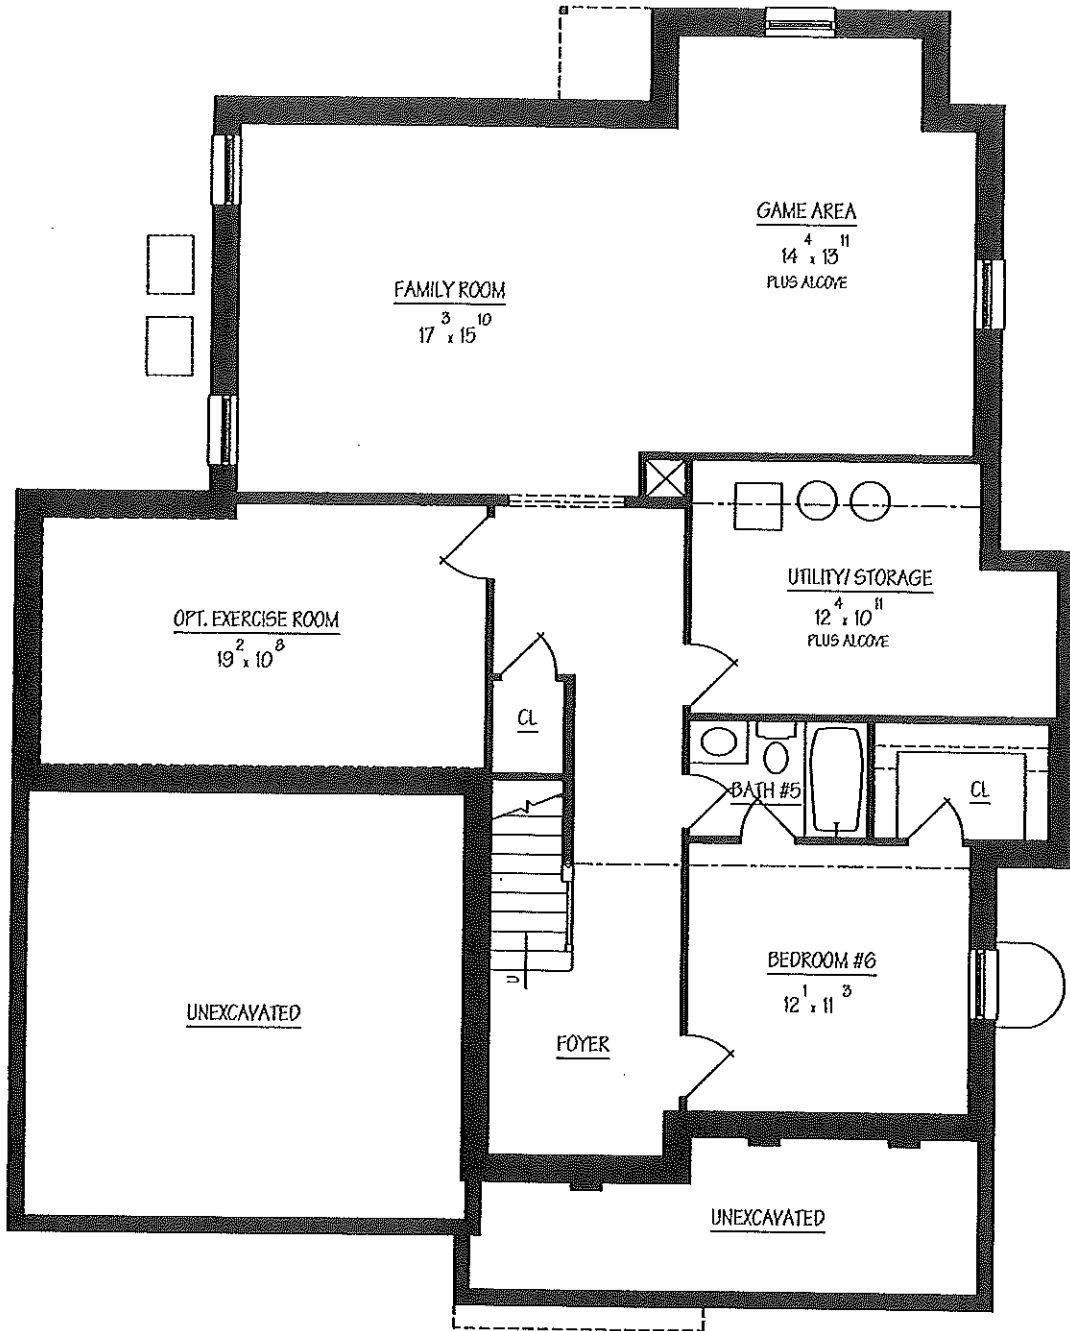 GAME AREA
14 4 x 13 11
PLUS ALCOVE
FAMILY ROOM
17 3 x 15 10
UTILITY/ STORAGE
12 4 x 10 11
PLUS ALCOVE
OPT. EXERCISE ROOM
19 2 x 10 8
CL
BATH #5
CL
BEDROOM #6
12 1 x 11 3
U
UNEXCAVATED
FOYER
UNEXCAVATED